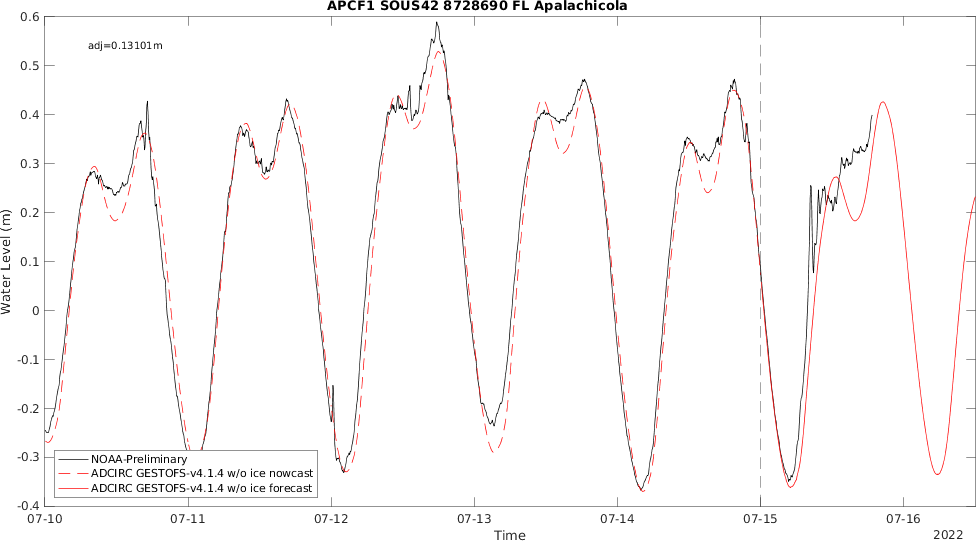 APCF1 SOUS42 8728690 FL Apalachicola
adj=0.13101m
0.6
0.5
0.4
0.3
0.2
0.1
0
-0.1
-0.2
-0.3
-0.4
Water Level (m)
NOAA-Preliminary
ADCIRC GESTOFS-v4.1.4 w/o ice nowcast
ADCIRC GESTOFS-v4.1.4 w/o ice forecast
07-10 07-11 07-12 07-13 07-14 07-15 07-16
Time
2022